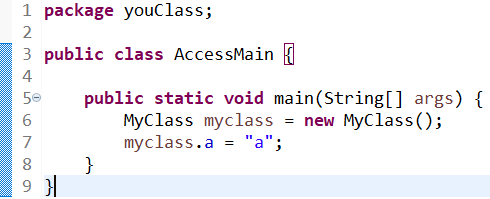 1 package youClass;
2
3 public class AccessMain {
4
5 public static void main(String[] args) {
6 MyClass myclass = new MyClass();
7 myclass.a = "a";
8 }
9 }